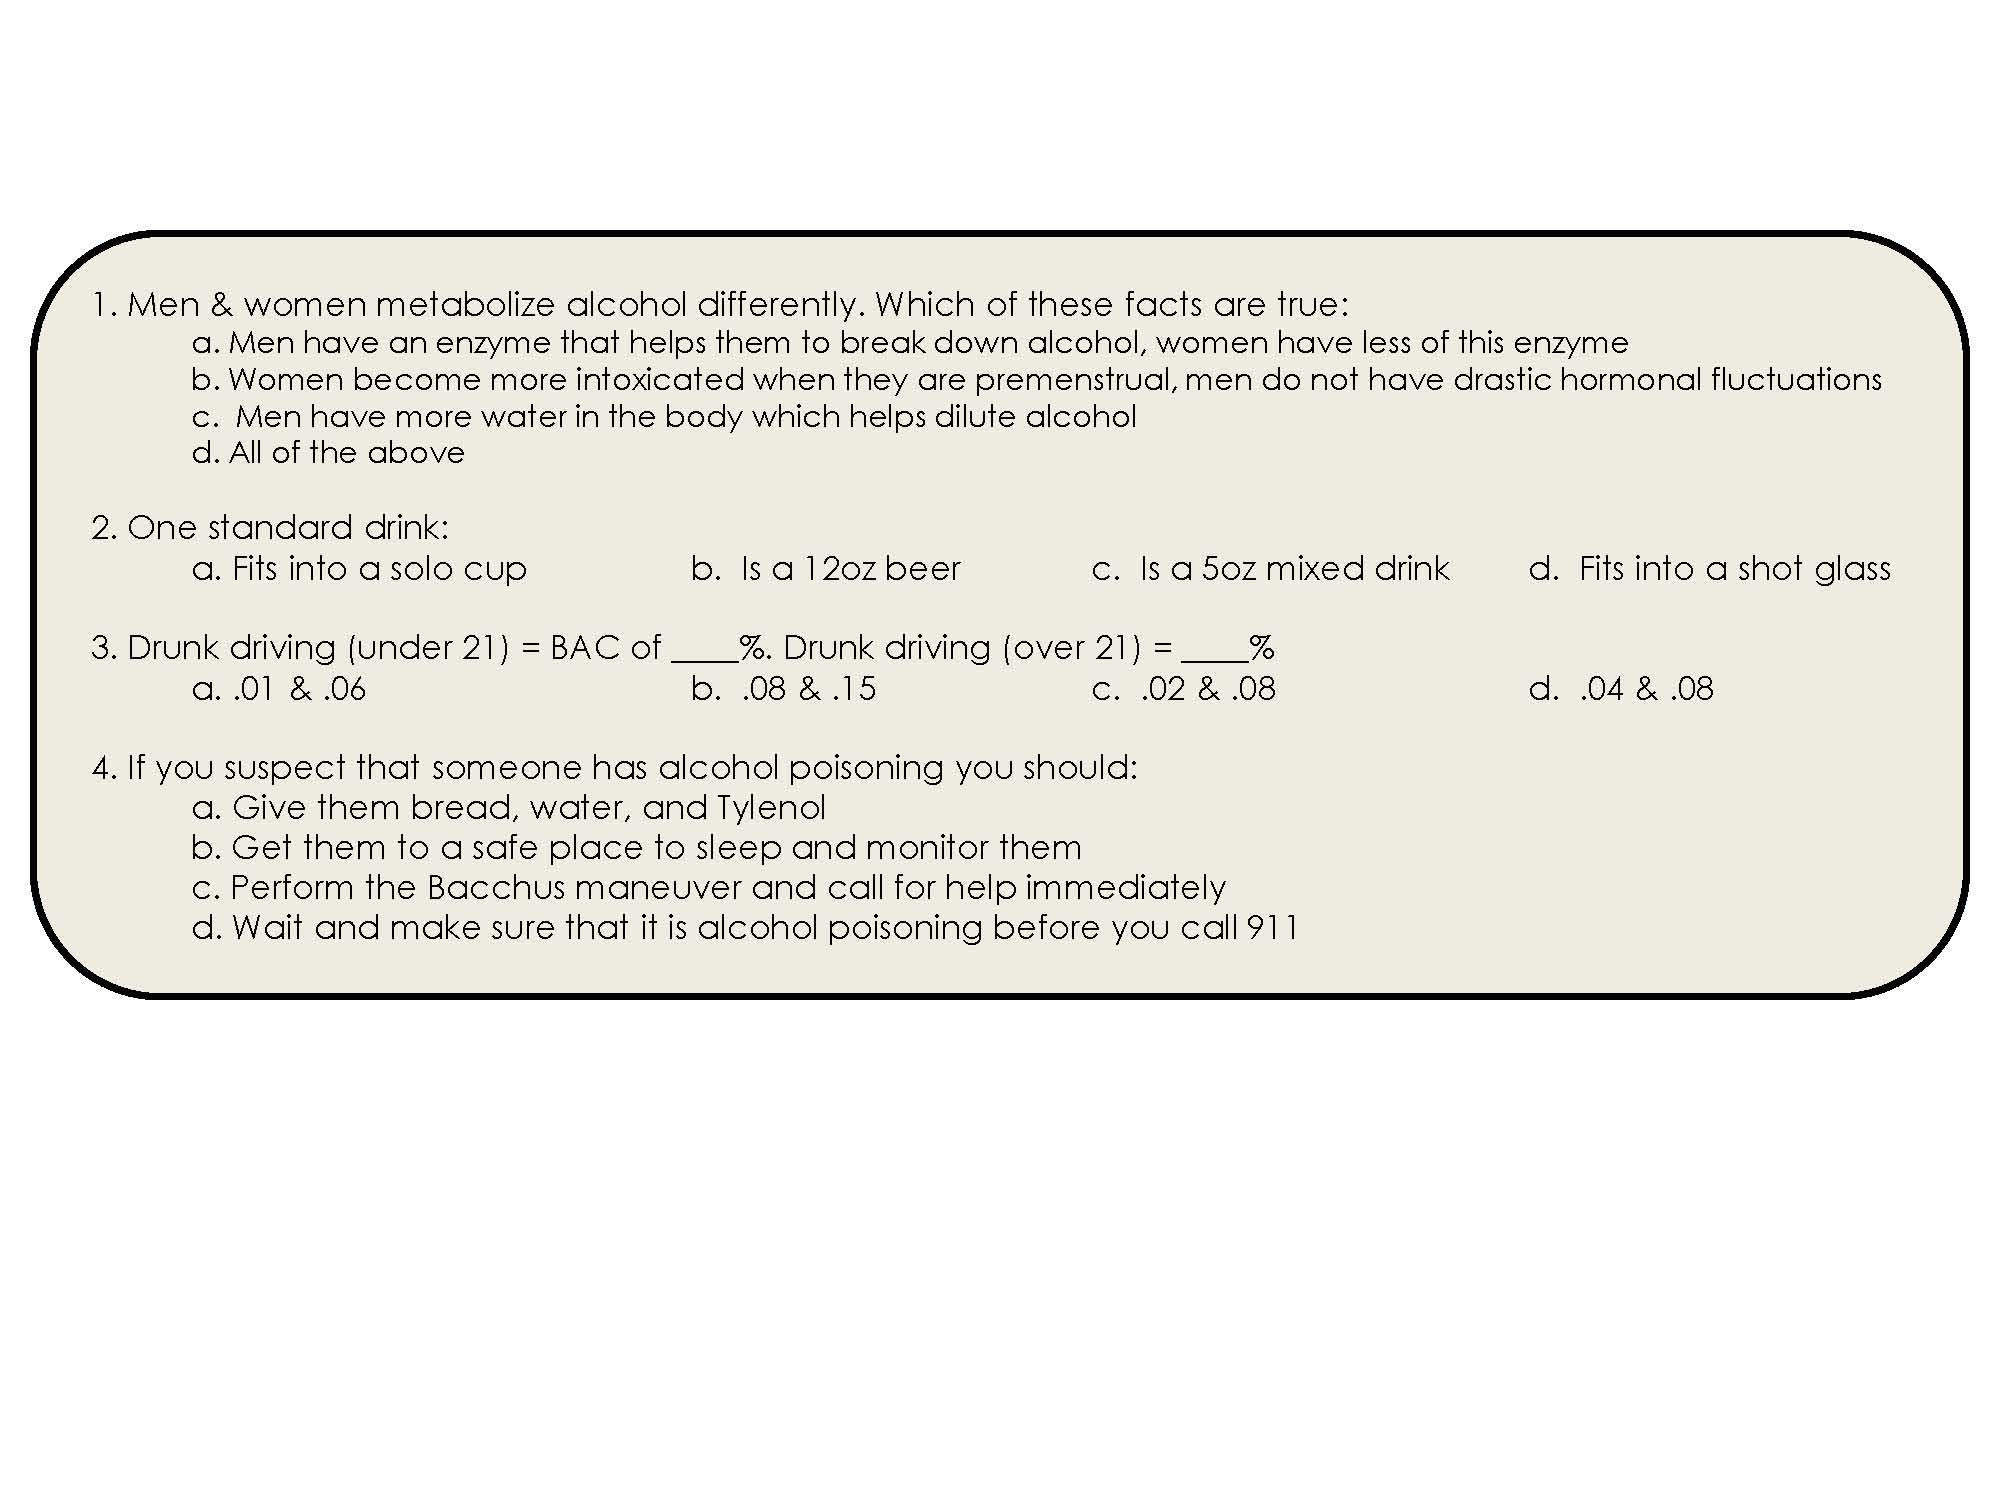 1. Men & women metabolize alcohol differently. Which of these facts are true:
a. Men have an enzyme that helps them to break down alcohol, women have less of this enzyme
b. Women become more intoxicated when they are premenstrual, men do not have drastic hormonal fluctuations
c. Men have more water in the body which helps dilute alcohol
d. All of the above
2. One standard drink:
a. Fits into a solo cup b. Is a 12oz beer c. Is a 5oz mixed drink d. Fits into a shot glass
3. Drunk driving (under 21) = BAC of ____%. Drunk driving (over 21) = ____%
a. .01 & .06 b. .08 & .15 c. .02 & .08 d. .04 & .08
4. If you suspect that someone has alcohol poisoning you should:
a. Give them bread, water, and Tylenol
b. Get them to a safe place to sleep and monitor them
c. Perform the Bacchus maneuver and call for help immediately
d. Wait and make sure that it is alcohol poisoning before you call 911